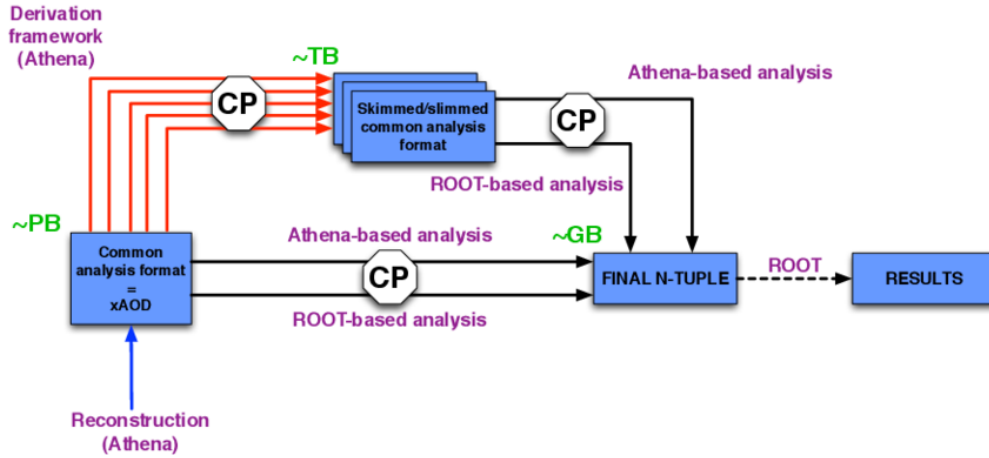 Derivation
framework
(Athena)
~TB
CP
Skimmed/slimmed
common analysis
format
CP
Athena-based analysis
ROOT-based analysis
~PB
Common
analysis format
=
xAOD
Athena-based analysis
CP
ROOT-based analysis
~GB
FINAL N-TUPLE
ROOT
RESULTS
Reconstruction
(Athena)